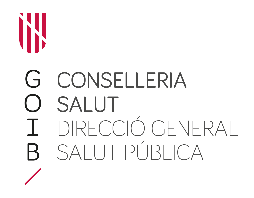 G CONSELLERIA
O SALUT
I DIRECCIÓ GENERAL
B SALUT PÚBLICA